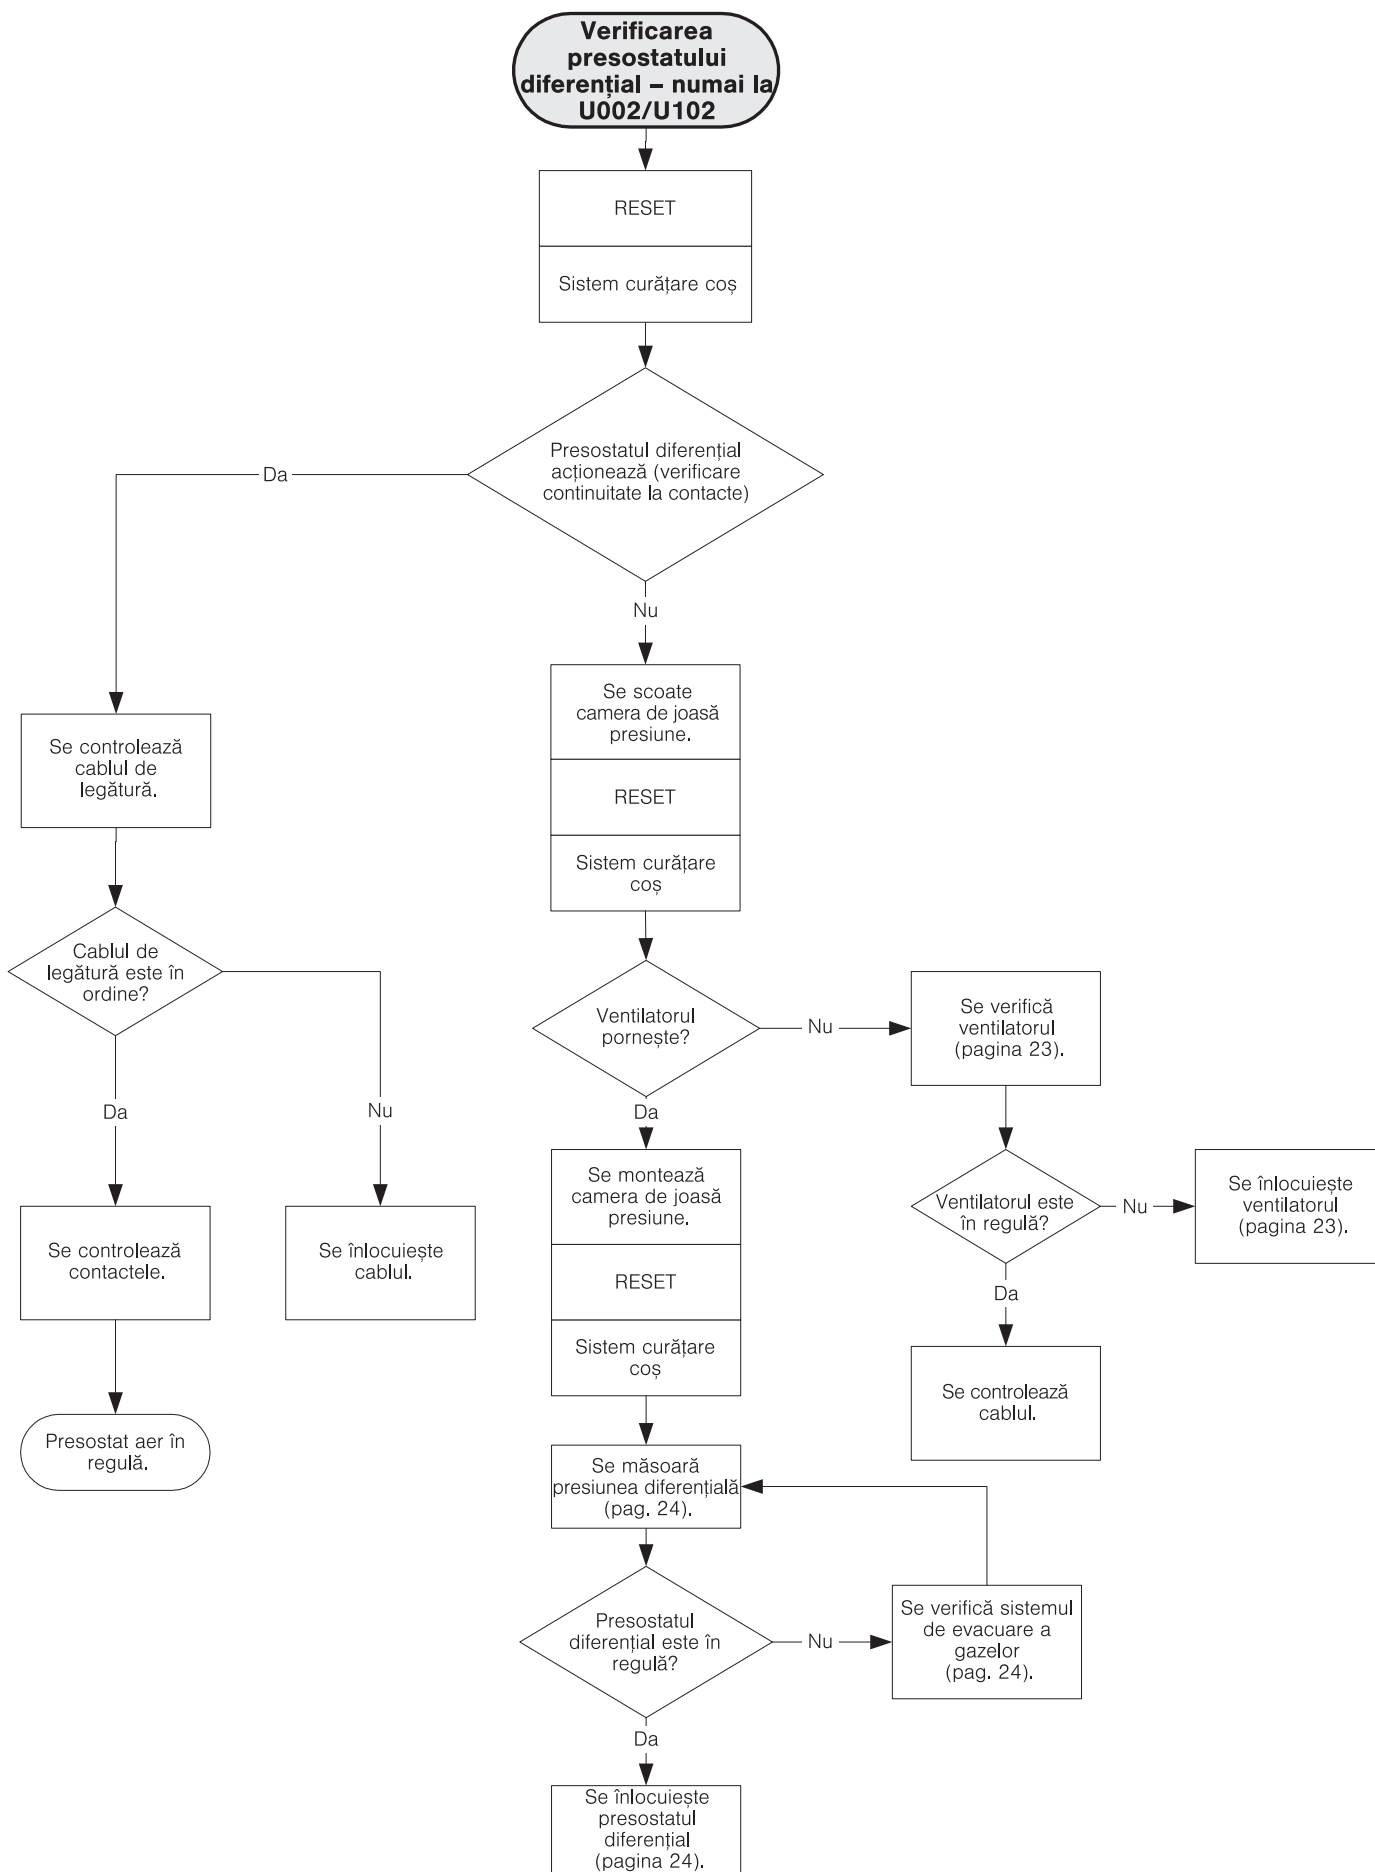 Verificarea
presostatului
diferențial – numai la
U002/U102
RESET
Sistem curățare coș
Presostatul diferențial
acționează (verificare
continuitate la contacte)
Da
Nu
Se scoate
camera de joasă
presiune.
RESET
Sistem curățare
coș
Se controlează
cablul de
legătură.
Cablul de
legătură este în
ordine?
Da
Nu
Se controlează
contactele.
Se înlocuiește
cablul.
Presostat aer în
regulă.
Ventilatorul
pornește?
Nu
Se verifică
ventilatorul
(pagina 23).
Da
Se montează
camera de joasă
presiune.
RESET
Sistem curățare
coș
Ventilatorul este
în regulă?
Nu
Se înlocuiește
ventilatorul
(pagina 23).
Da
Se controlează
cablul.
Se măsoară
presiunea diferențială
(pag. 24).
Presostatul
diferențial este în
regulă?
Nu
Se verifică sistemul
de evacuare a
gazelor
(pag. 24).
Da
Se înlocuiește
presostatul
diferențial
(pagina 24).